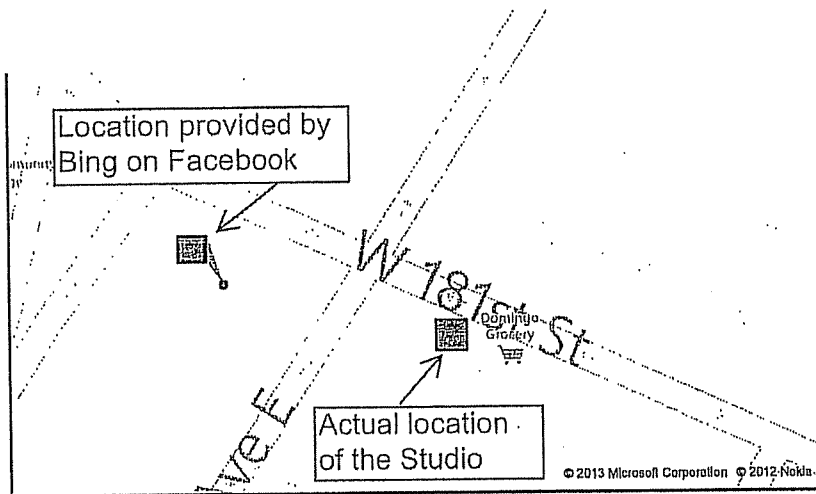 Location provided by
Bing on Facebook
W 181st St
Grocery
ve E
Actual location
of the Studio
© 2013 Microsoft Corporation © 2012 Nokia